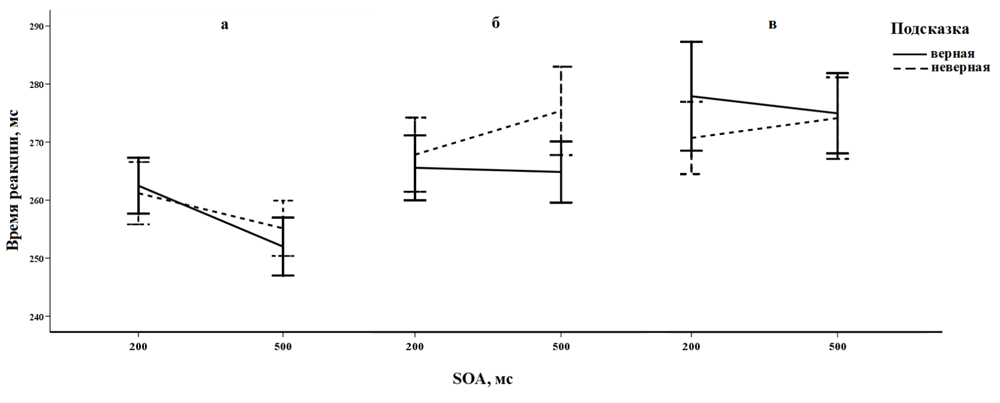 а
б
в
Подсказка
верная
неверная
290
280
270
260
250
240
Время реакции, мс
200
500
200
500
200
500
SOA, мс